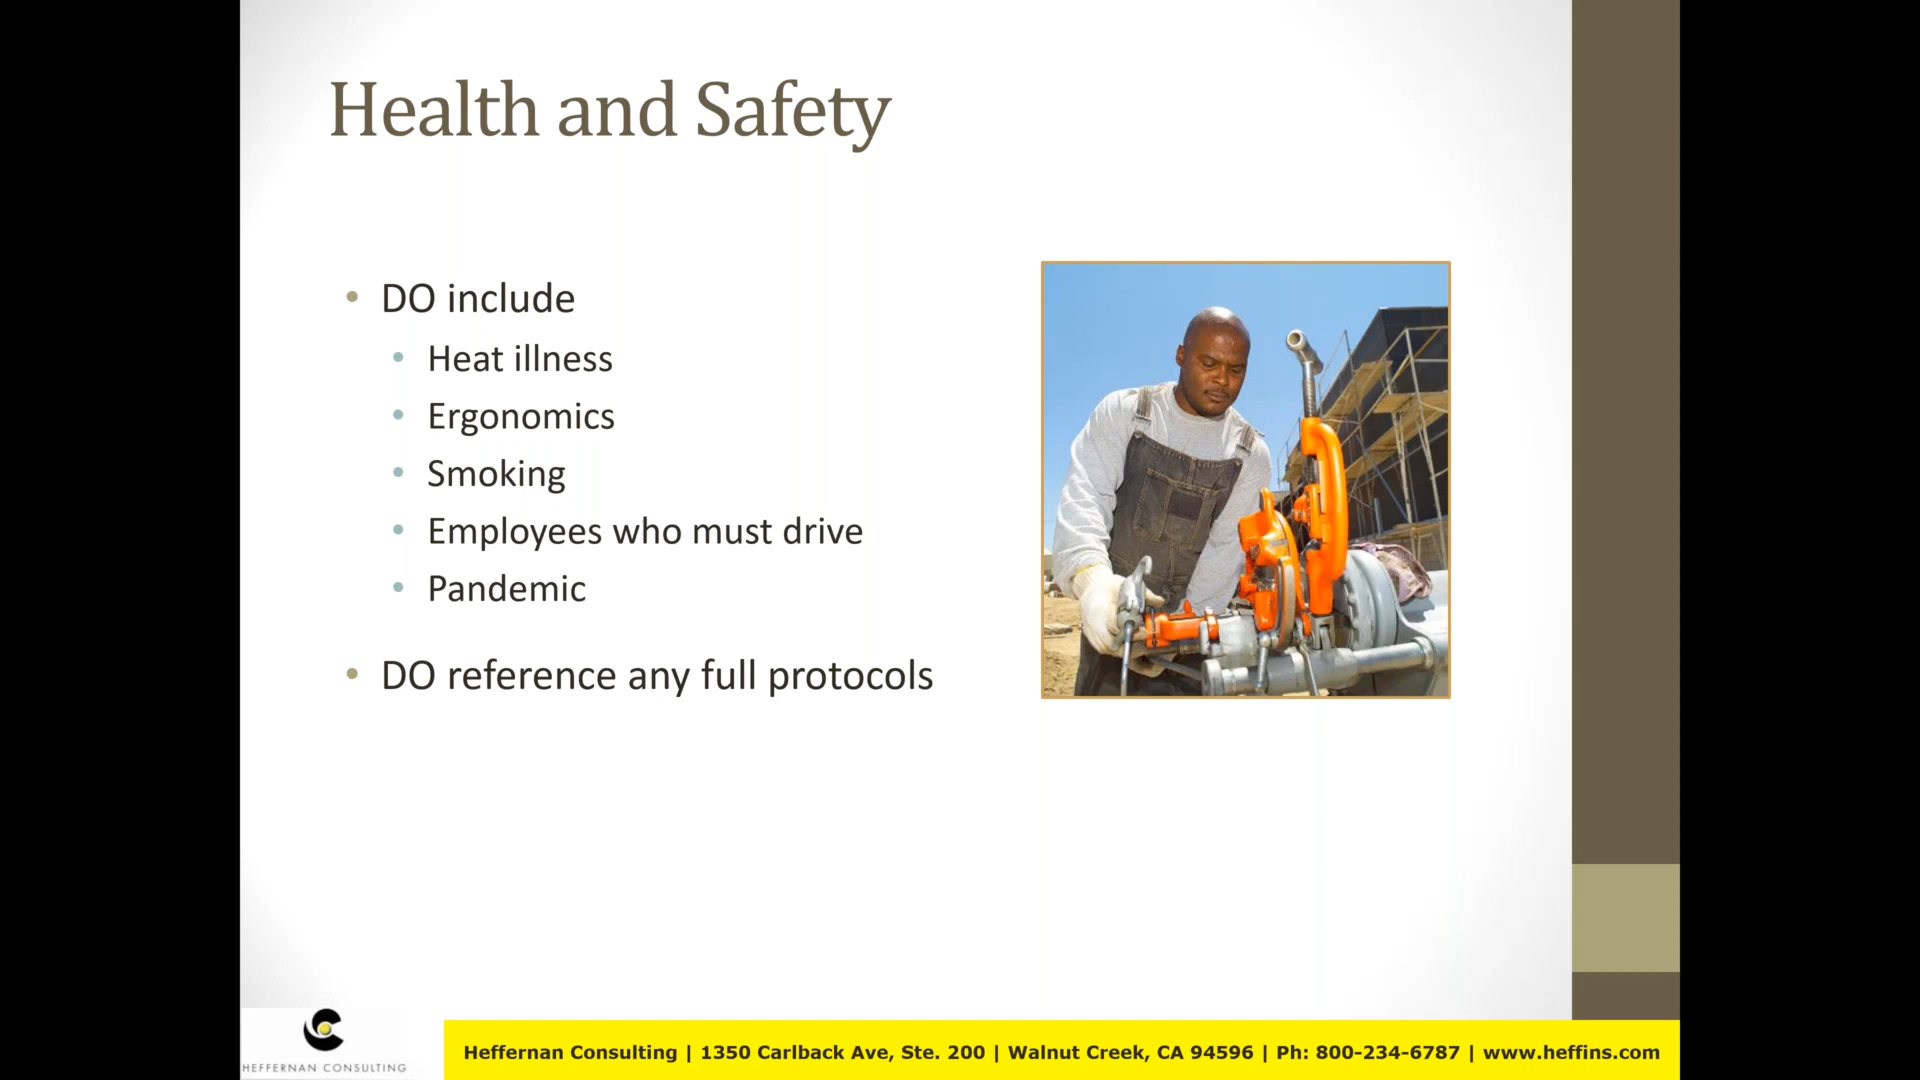 Health and Safety
• DO include
• Heat illness
• Ergonomics
• Smoking
• Employees who must drive
• Pandemic
• DO reference any full protocols
HEFFERNAN CONSULTING
Heffernan Consulting | 1350 Carlback Ave, Ste. 200 | Walnut Creek, CA 94596 | Ph: 800-234-6787 | www.heffins.com